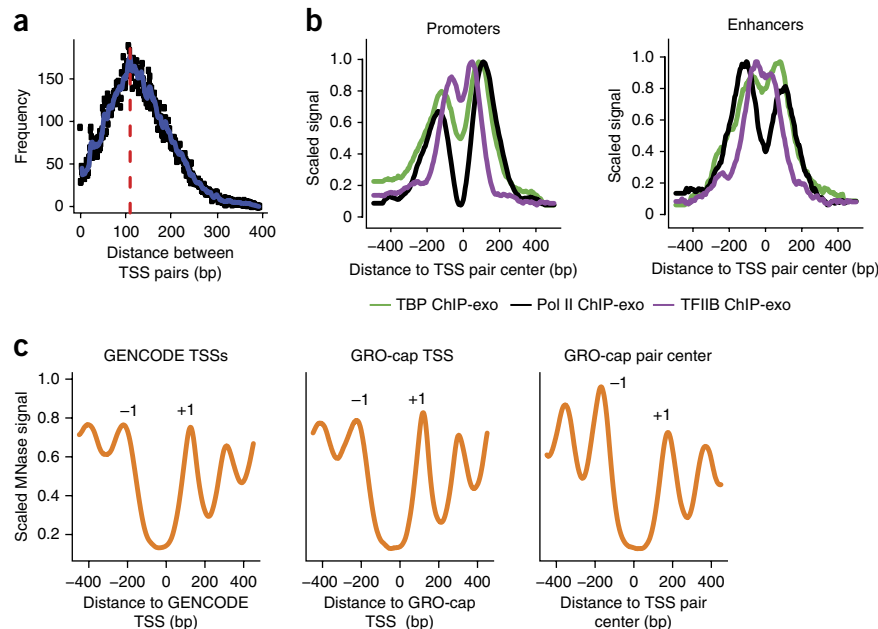 a
Frequency
150
100
50
0
0 100 200 300 400
Distance between
TSS pairs (bp)
b
Promoters
Scaled signal
1.0
0.8
0.6
0.4
0.2
0
–400 –200 0 200 400
Distance to TSS pair center (bp)
Enhancers
Scaled signal
1.0
0.8
0.6
0.4
0.2
0
–400 –200 0 200 400
Distance to TSS pair center (bp)
TBP ChIP-exo Pol II ChIP-exo TFIIB ChIP-exo
c
GENCODE TSSs
Scaled MNase signal
1.0
0.8
0.6
0.4
0.2
–1 +1
–400 –200 0 200 400
Distance to GENCODE
TSS (bp)
GRO-cap TSS
–1 +1
–400 –200 0 200 400
Distance to GRO-cap
TSS (bp)
GRO-cap pair center
–1
+1
–400 –200 0 200 400
Distance to TSS pair
center (bp)